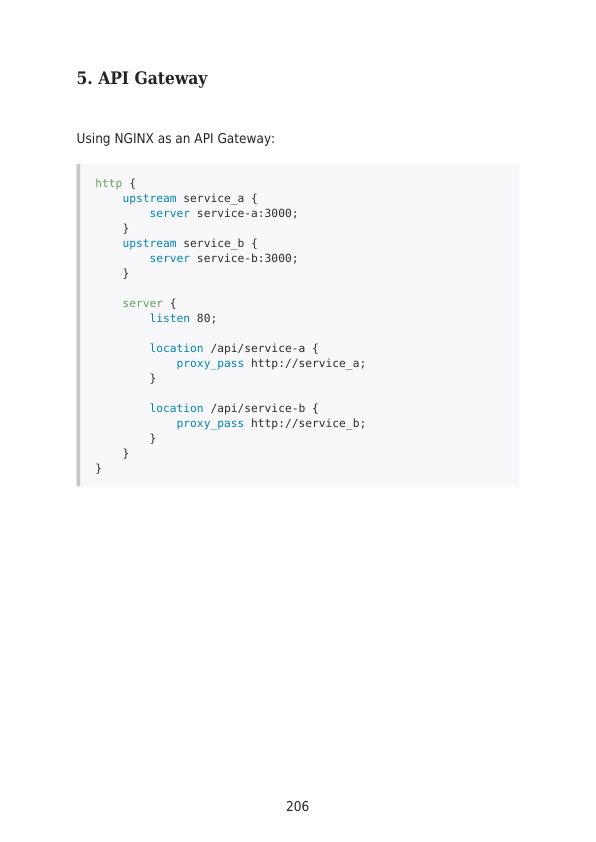 5. API Gateway
Using NGINX as an API Gateway:
http {
    upstream service_a {
        server service-a:3000;
    }
    upstream service_b {
        server service-b:3000;
    }

    server {
        listen 80;

        location /api/service-a {
            proxy_pass http://service_a;
        }

        location /api/service-b {
            proxy_pass http://service_b;
        }
    }
}
206